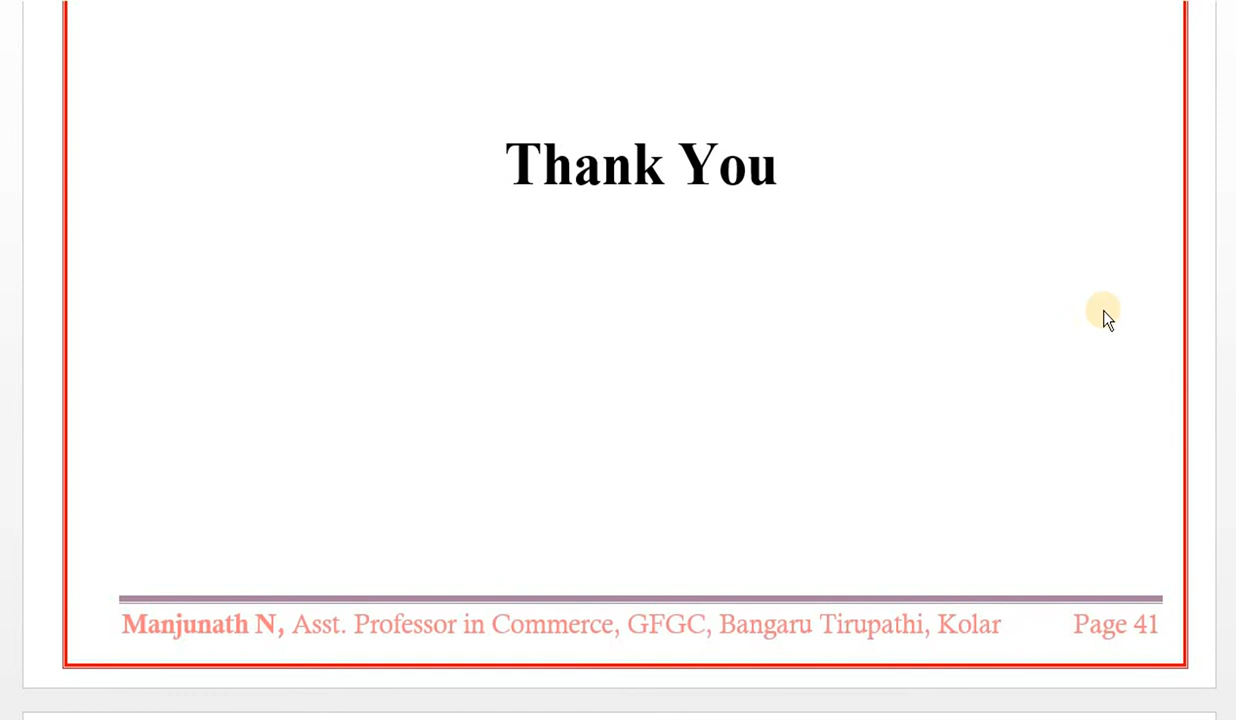 Thank You
Manjunath N, Asst. Professor in Commerce, GFGC, Bangaru Tirupathi, Kolar Page 41